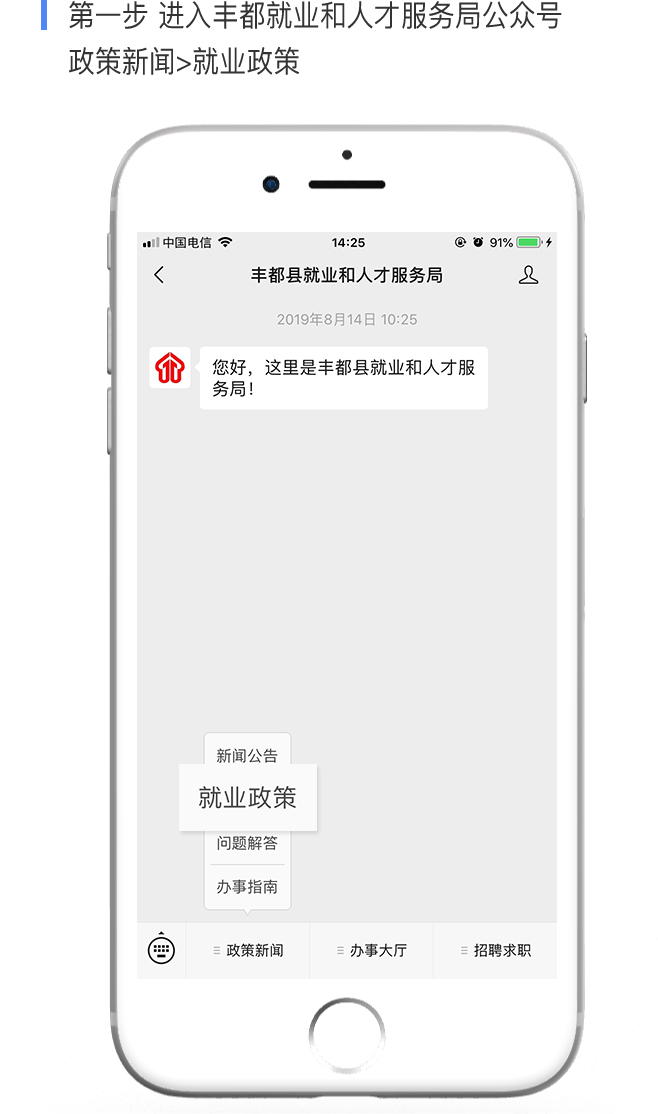 第一步 进入丰都就业和人才服务局公众号
政策新闻>就业政策
中国电信 14:25 91%
丰都县就业和人才服务局
2019年8月14日 10:25
您好，这里是丰都县就业和人才服
务局！
新闻公告
就业政策
问题解答
办事指南
政策新闻 办事大厅 招聘求职